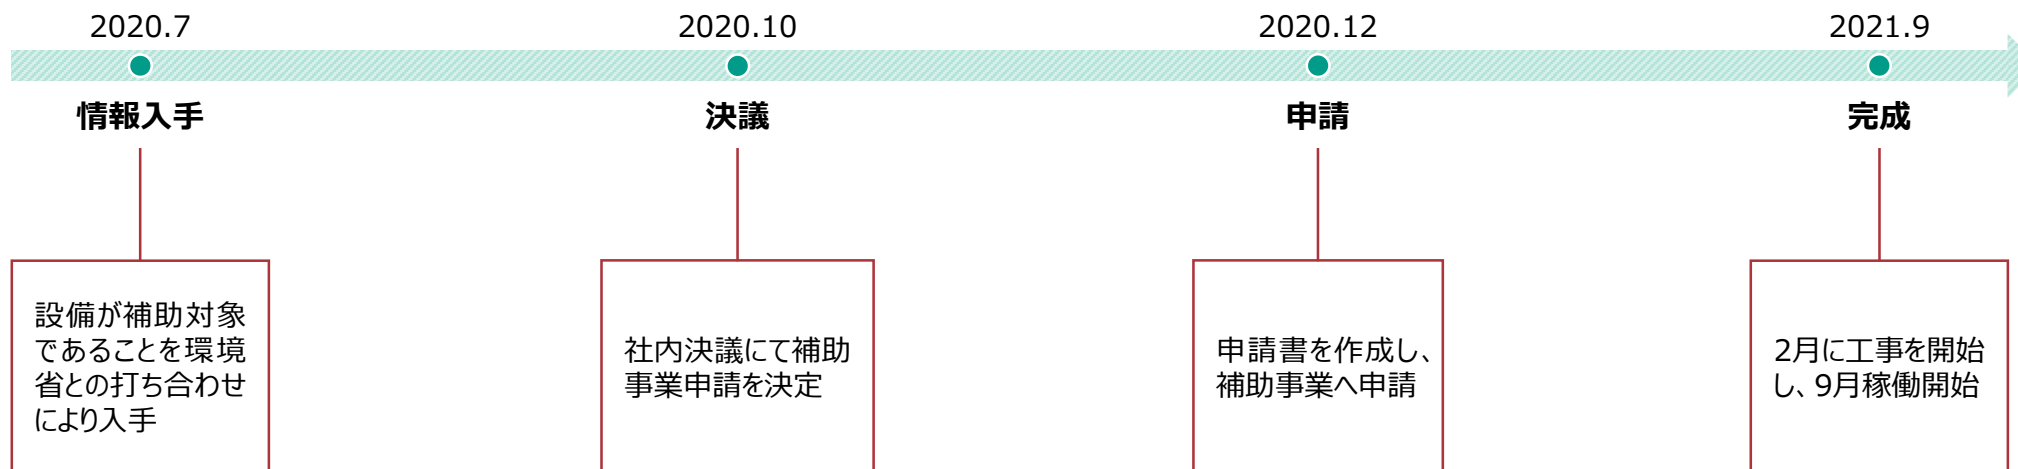 2020.7
2020.10
2020.12
2021.9
情報入手
決議
申請
完成
設備が補助対象
であることを環境
省との打ち合わせ
により入手
社内決議にて補助
事業申請を決定
申請書を作成し、
補助事業へ申請
2月に工事を開始
し、9月稼働開始